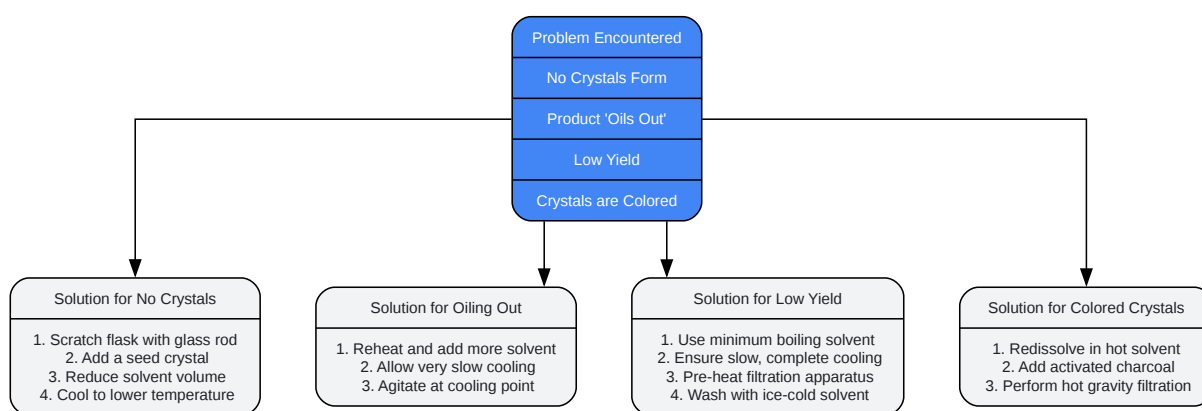 Problem Encountered
No Crystals Form
Product 'Oils Out'
Low Yield
Crystals are Colored
Solution for No Crystals
1. Scratch flask with glass rod
2. Add a seed crystal
3. Reduce solvent volume
4. Cool to lower temperature
Solution for Oiling Out
1. Reheat and add more solvent
2. Allow very slow cooling
3. Agitate at cooling point
Solution for Low Yield
1. Use minimum boiling solvent
2. Ensure slow, complete cooling
3. Pre-heat filtration apparatus
4. Wash with ice-cold solvent
Solution for Colored Crystals
1. Redissolve in hot solvent
2. Add activated charcoal
3. Perform hot gravity filtration